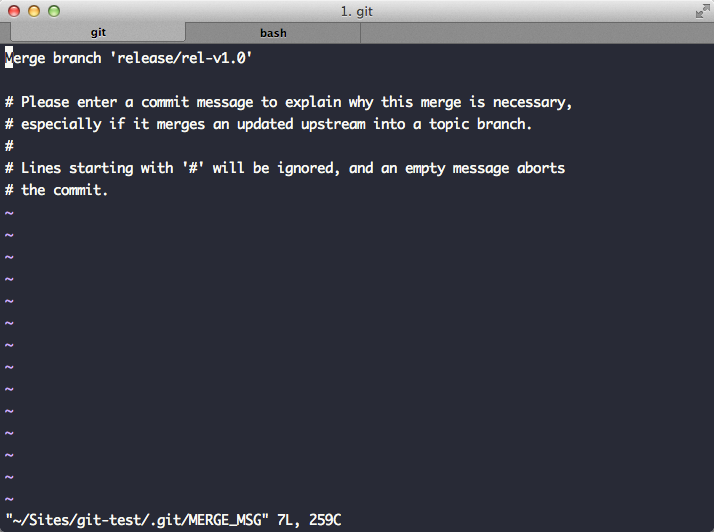 1. git
git bash
Merge branch 'release/rel-v1.0'
# Please enter a commit message to explain why this merge is necessary,
# especially if it merges an updated upstream into a topic branch.
#
# Lines starting with '#' will be ignored, and an empty message aborts
# the commit.
~
~
~
~
~
~
~
~
~
~
~
~
~
~
"~/Sites/git-test/.git/MERGE_MSG" 7L, 259C